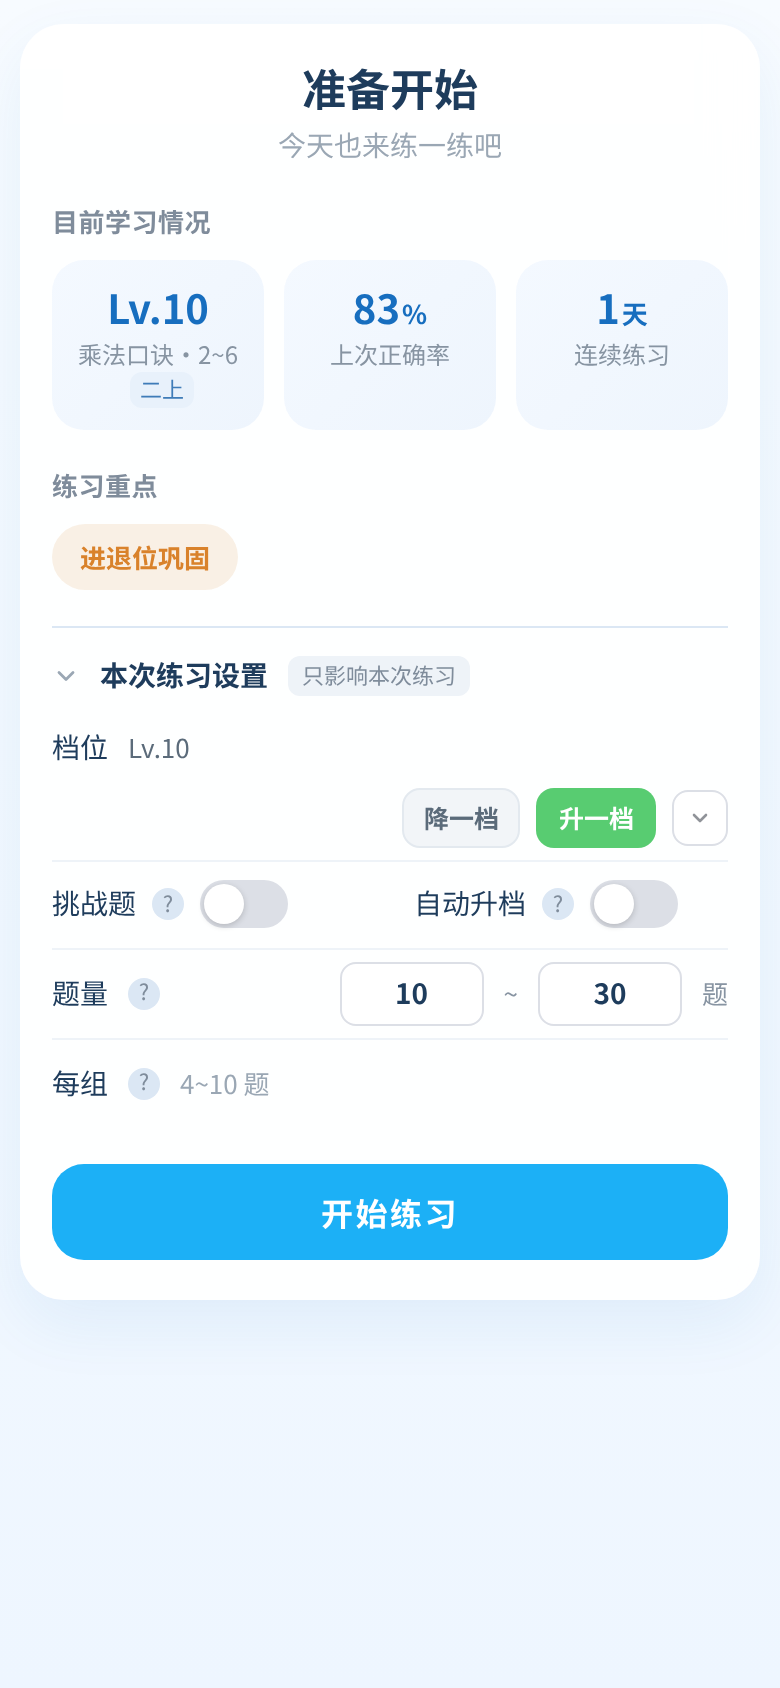 准备开始
今天也来练一练吧
目前学习情况
Lv.10
乘法口诀・2~6
二上
83%
上次正确率
1天
连续练习
练习重点
进退位巩固
本次练习设置 只影响本次练习
档位 Lv.10
降一档 升一档
挑战题 ? 自动升档 ?
题量 ? 10 ~ 30 题
每组 ? 4~10 题
开始练习